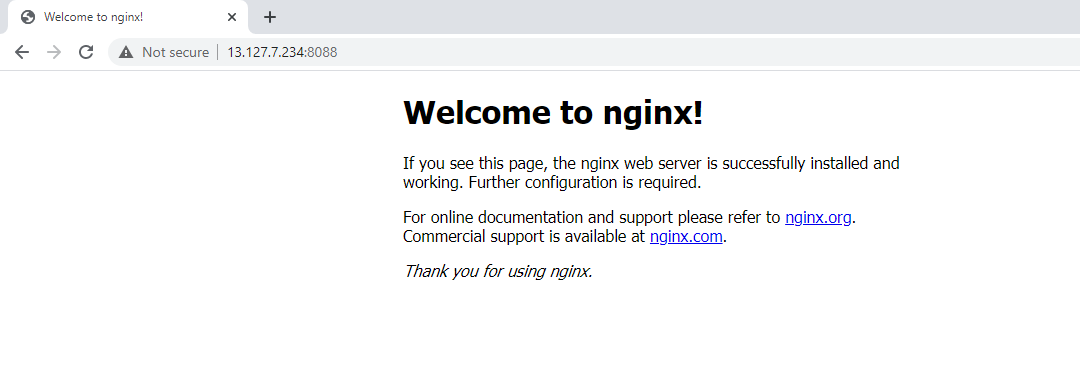 Welcome to nginx!
Not secure | 13.127.7.234:8088
Welcome to nginx!
If you see this page, the nginx web server is successfully installed and
working. Further configuration is required.
For online documentation and support please refer to nginx.org.
Commercial support is available at nginx.com.
Thank you for using nginx.